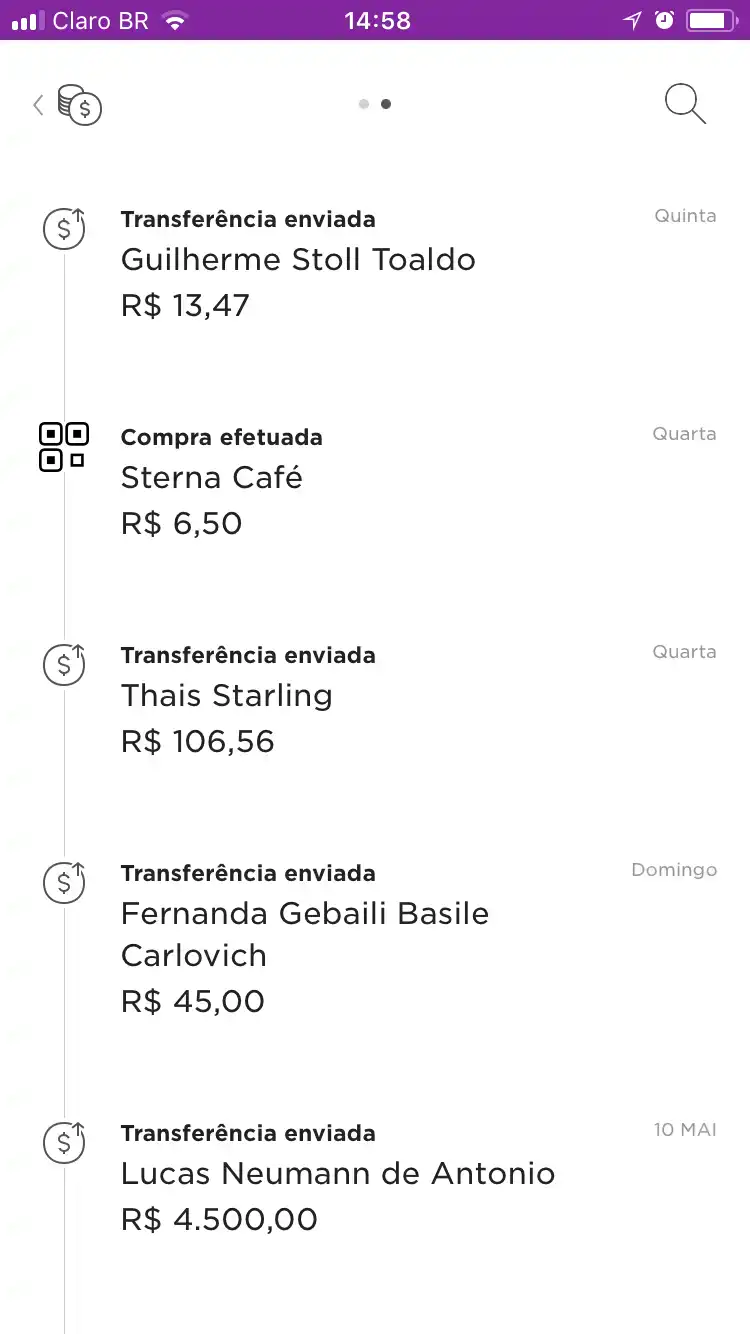 Claro BR
14:58
Transferência enviada
Quinta
Guilherme Stoll Toaldo
R$ 13,47
Compra efetuada
Quarta
Sterna Café
R$ 6,50
Transferência enviada
Quarta
Thais Starling
R$ 106,56
Transferência enviada
Domingo
Fernanda Gebaili Basile
Carlovich
R$ 45,00
Transferência enviada
10 MAI
Lucas Neumann de Antonio
R$ 4.500,00